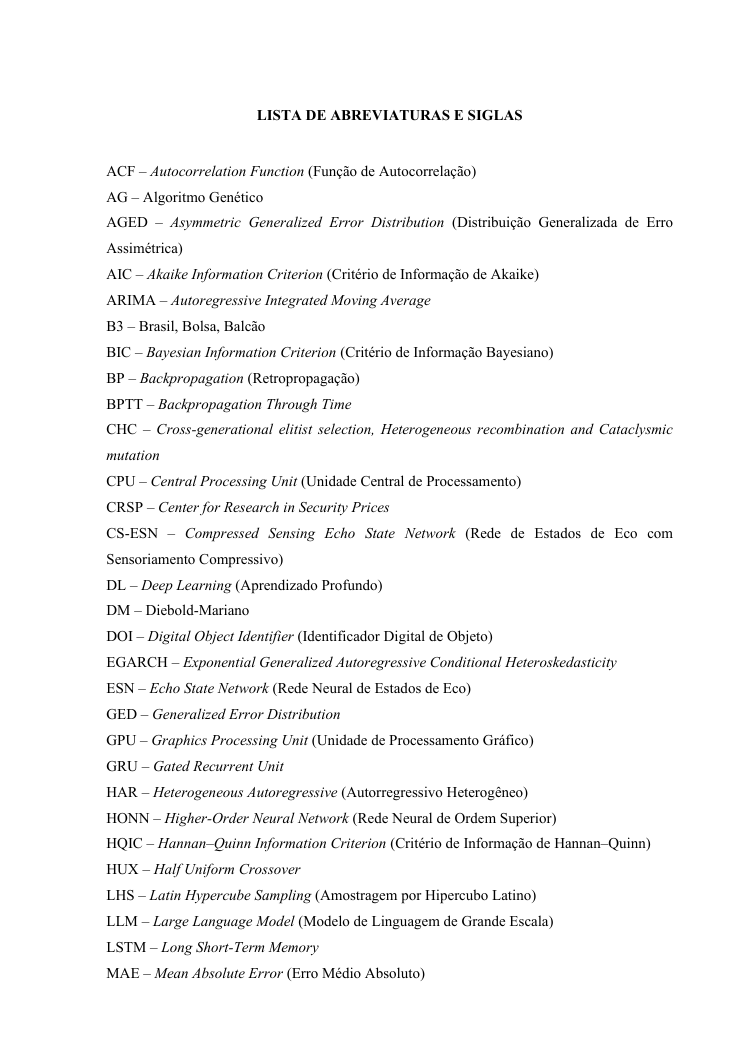 LISTA DE ABREVIATURAS E SIGLAS
ACF – Autocorrelation Function (Função de Autocorrelação)
AG – Algoritmo Genético
AGED – Asymmetric Generalized Error Distribution (Distribuição Generalizada de Erro
Assimétrica)
AIC – Akaike Information Criterion (Critério de Informação de Akaike)
ARIMA – Autoregressive Integrated Moving Average
B3 – Brasil, Bolsa, Balcão
BIC – Bayesian Information Criterion (Critério de Informação Bayesiano)
BP – Backpropagation (Retropropagação)
BPTT – Backpropagation Through Time
CHC – Cross-generational elitist selection, Heterogeneous recombination and Cataclysmic
mutation
CPU – Central Processing Unit (Unidade Central de Processamento)
CRSP – Center for Research in Security Prices
CS-ESN – Compressed Sensing Echo State Network (Rede de Estados de Eco com
Sensoriamento Compressivo)
DL – Deep Learning (Aprendizado Profundo)
DM – Diebold-Mariano
DOI – Digital Object Identifier (Identificador Digital de Objeto)
EGARCH – Exponential Generalized Autoregressive Conditional Heteroskedasticity
ESN – Echo State Network (Rede Neural de Estados de Eco)
GED – Generalized Error Distribution
GPU – Graphics Processing Unit (Unidade de Processamento Gráfico)
GRU – Gated Recurrent Unit
HAR – Heterogeneous Autoregressive (Autorregressivo Heterogêneo)
HONN – Higher-Order Neural Network (Rede Neural de Ordem Superior)
HQIC – Hannan–Quinn Information Criterion (Critério de Informação de Hannan–Quinn)
HUX – Half Uniform Crossover
LHS – Latin Hypercube Sampling (Amostragem por Hipercubo Latino)
LLM – Large Language Model (Modelo de Linguagem de Grande Escala)
LSTM – Long Short-Term Memory
MAE – Mean Absolute Error (Erro Médio Absoluto)